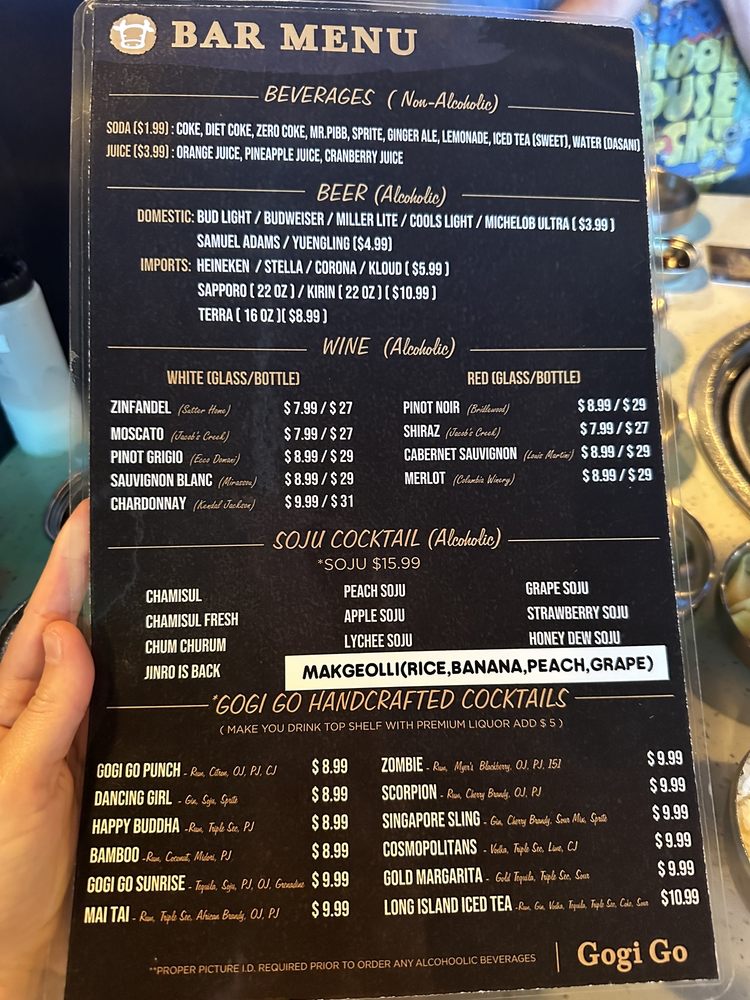 BAR MENU
BEVERAGES ( Non-Alcoholic)
SODA ($1.99) : COKE, DIET COKE, ZERO COKE, MR.PIBB, SPRITE, GINGER ALE, LEMONADE, ICED TEA (SWEET), WATER (DASANI)
JUICE ($3.99) : ORANGE JUICE, PINEAPPLE JUICE, CRANBERRY JUICE
BEER (Alcoholic)
DOMESTIC: BUD LIGHT / BUDWEISER / MILLER LITE / COOLS LIGHT / MICHELOB ULTRA ( $3.99 )
SAMUEL ADAMS / YUENGLING ($4.99)
IMPORTS: HEINEKEN / STELLA / CORONA / KLOUD ( $5.99 )
SAPPORO ( 22 OZ ) / KIRIN ( 22 OZ ) ( $10.99 )
TERRA ( 16 OZ )( $8.99 )
WINE (Alcoholic)
WHITE (GLASS/BOTTLE)
ZINFANDEL (Sutter Home) $ 7.99 / $ 27
MOSCATO (Jacob's Creek) $ 7.99 / $ 27
PINOT GRIGIO (Ecco Domani) $ 8.99 / $ 29
SAUVIGNON BLANC (Mirassou) $ 8.99 / $ 29
CHARDONNAY (Kendal Jackson) $ 9.99 / $ 31
RED (GLASS/BOTTLE)
PINOT NOIR (Bridlewood) $ 8.99 / $ 29
SHIRAZ (Jacob's Creek) $ 7.99 / $ 27
CABERNET SAUVIGNON (Louis Martini) $ 8.99 / $ 29
MERLOT (Columbia Winery) $ 8.99 / $ 29
SOJU COCKTAIL (Alcoholic)
*SOJU $15.99
CHAMISUL
CHAMISUL FRESH
CHUM CHURUM
JINRO IS BACK
PEACH SOJU
APPLE SOJU
LYCHEE SOJU
GRAPE SOJU
STRAWBERRY SOJU
HONEY DEW SOJU
MAKGEOLLI(RICE,BANANA,PEACH,GRAPE)
*GOGI GO HANDCRAFTED COCKTAILS
( MAKE YOU DRINK TOP SHELF WITH PREMIUM LIQUOR ADD $ 5 )
GOGI GO PUNCH - Rum, Citron, OJ, PJ, CJ $ 8.99
DANCING GIRL - Gin, Soju, Sprite $ 8.99
HAPPY BUDDHA -Rum, Triple Sec, PJ $ 8.99
BAMBOO -Rum, Coconut, Midori, PJ $ 8.99
GOGI GO SUNRISE - Tequila, Soju, PJ, OJ, Grenadine $ 9.99
MAI TAI - Rum, Triple Sec, African Brandy, OJ, PJ $ 9.99
ZOMBIE - Rum, Myer's Blackberry, OJ, PJ, 151 $ 9.99
SCORPION - Rum, Cherry Brandy, OJ, PJ $ 9.99
SINGAPORE SLING - Gin, Cherry Brandy, Sour Mix, Sprite $ 9.99
COSMOPOLITANS - Vodka, Triple Sec, Lime, CJ $ 9.99
GOLD MARGARITA - Gold Tequila, Triple Sec, Sour $ 9.99
LONG ISLAND ICED TEA -Rum, Gin, Vodka, Tequila, Triple Sec, Coke, Sour $10.99
**PROPER PICTURE I.D. REQUIRED PRIOR TO ORDER ANY ALCOHOOLIC BEVERAGES
Gogi Go